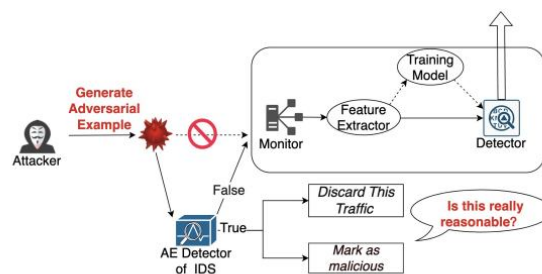 Generate
Adversarial
Example
Attacker
Monitor
Feature
Extractor
Training
Model
Detector
False
True
AE Detector
of IDS
Discard This
Traffic
Mark as
malicious
Is this really
reasonable?